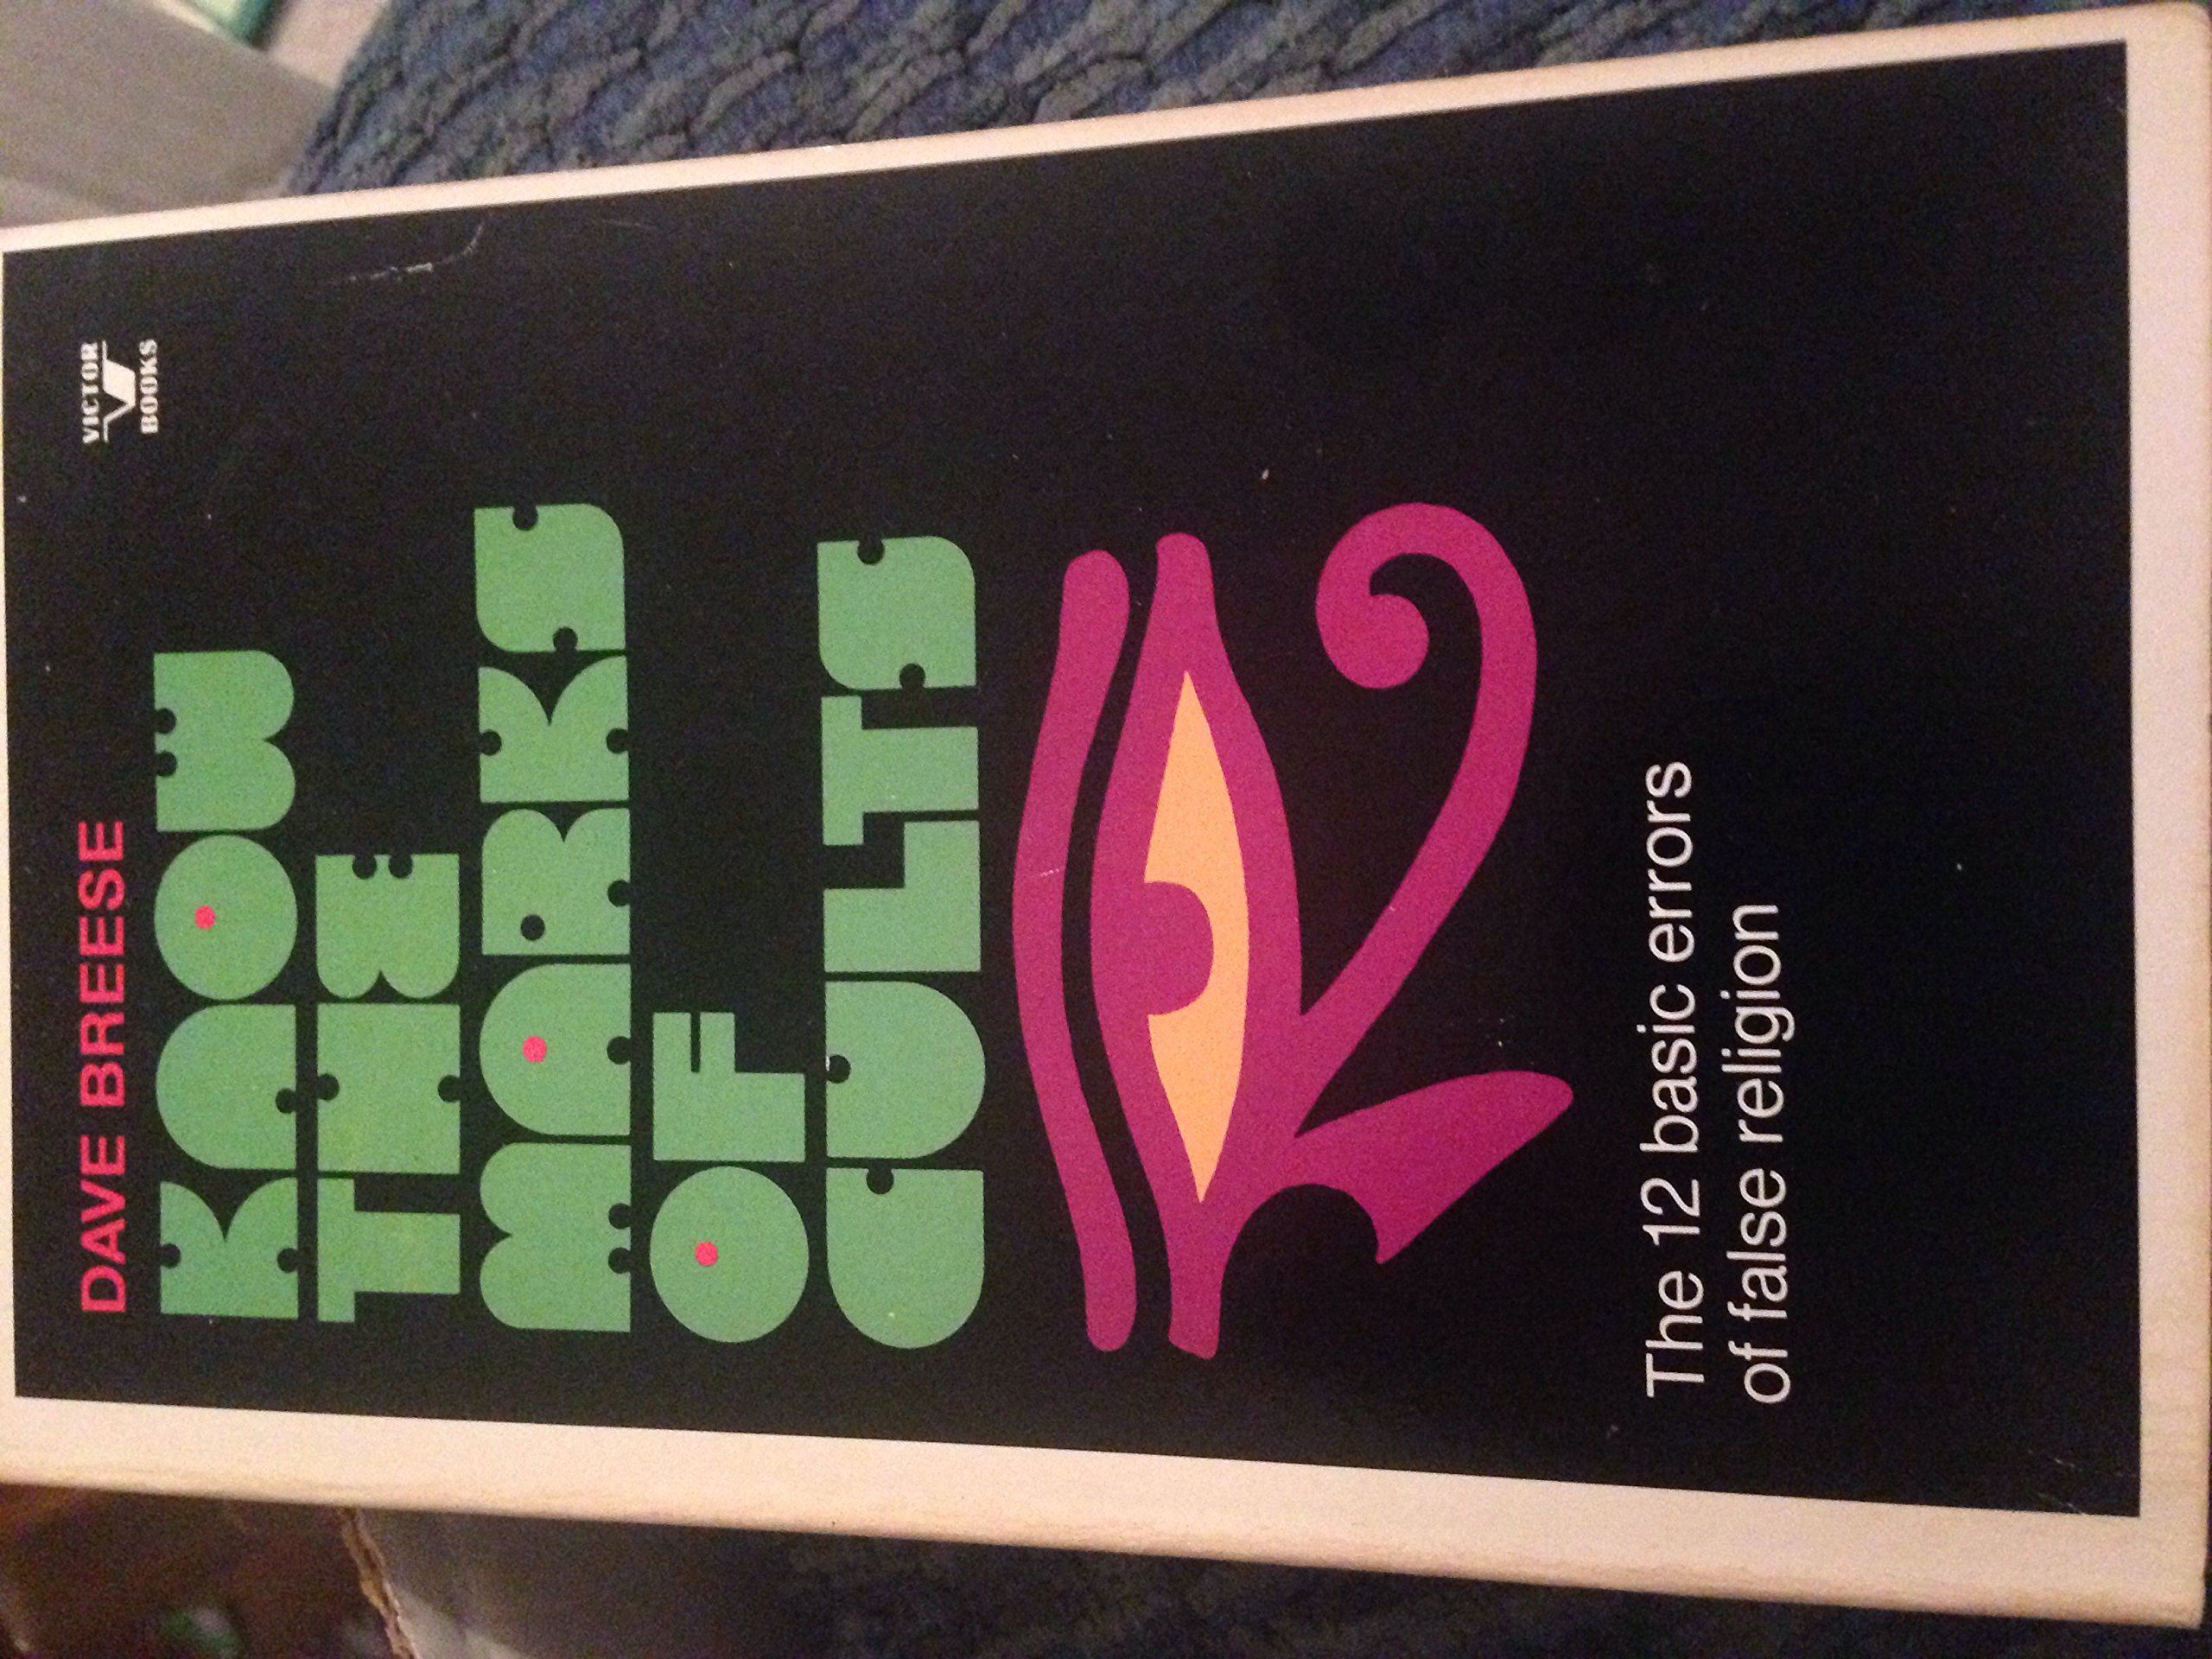 VICTOR
BOOKS
DAVE BREESE
KNOW
THE
MARKS
OF
CULTS
The 12 basic errors
of false religion